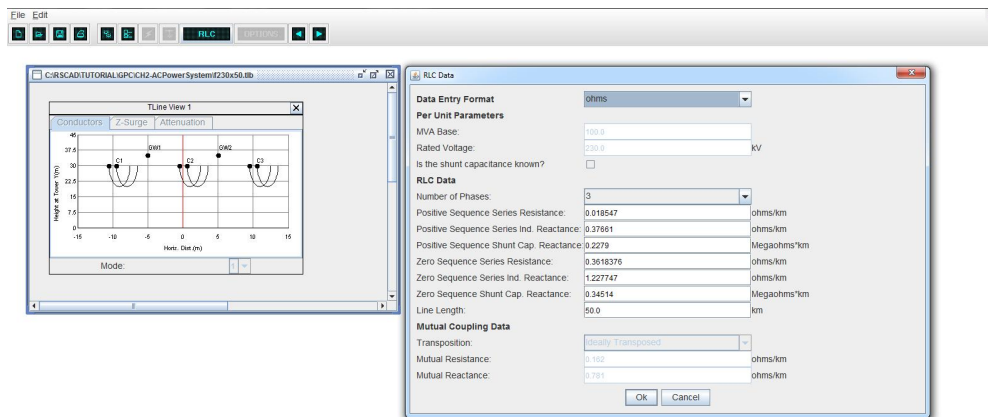 File Edit
RLC OPTIONS
C:\RSCAD\TUTORIAL\GPC\CH2-ACPowerSystem\f230x50.tlb
TLine View 1
Conductors Z-Surge Attenuation
Height at Tower Y(m)
45
37.5
30
22.5
15
7.5
0
GW1 GW2
C1 C2 C3
-15 -10 -5 0 5 10 15
Horiz. Dist.(m)
Mode: f
RLC Data
Data Entry Format ohms
Per Unit Parameters
MVA Base: 100.0
Rated Voltage: 230.0 kV
Is the shunt capacitance known?
RLC Data
Number of Phases: 3
Positive Sequence Series Resistance: 0.018547 ohms/km
Positive Sequence Series Ind. Reactance: 0.37661 ohms/km
Positive Sequence Shunt Cap. Reactance: 0.2279 Megaohms*km
Zero Sequence Series Resistance: 0.3618376 ohms/km
Zero Sequence Series Ind. Reactance: 1.227747 ohms/km
Zero Sequence Shunt Cap. Reactance: 0.34514 Megaohms*km
Line Length: 50.0 km
Mutual Coupling Data
Transposition: Ideally Transposed
Mutual Resistance: 0.162 ohms/km
Mutual Reactance: 0.781 ohms/km
Ok Cancel